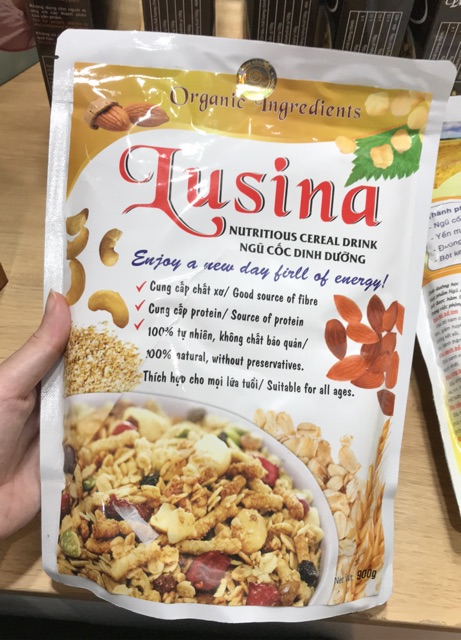 Organic Ingredients
Lusina
NUTRITIOUS CEREAL DRINK
NGŨ CỐC DINH DƯỠNG
Enjoy a new day firll of energy!
Cung cấp chất xơ/ Good source of fibre
Cung cấp protein/ Source of protein
100% tự nhiên, không chất bảo quản/
100% natural, without preservatives.
Thích hợp cho mọi lứa tuổi/ Suitable for all ages.
Net Wt: 900g